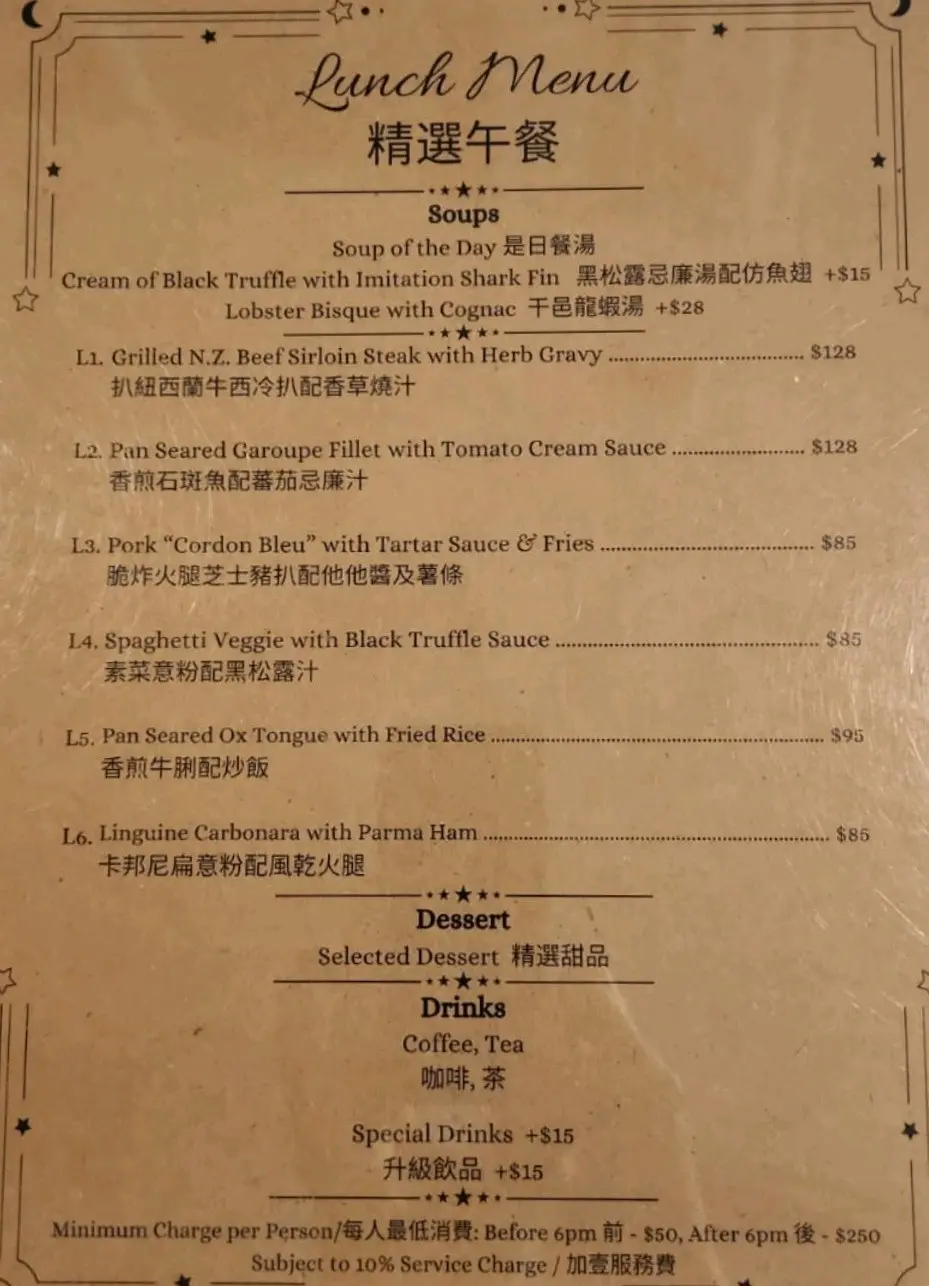 Lunch Menu
精選午餐
Soups
Soup of the Day 是日餐湯
Cream of Black Truffle with Imitation Shark Fin 黑松露忌廉湯配仿魚翅 +$15
Lobster Bisque with Cognac 干邑龍蝦湯 +$28
L1. Grilled N.Z. Beef Sirloin Steak with Herb Gravy ........................... $128
扒紐西蘭牛西冷扒配香草燒汁
L2. Pan Seared Garoupe Fillet with Tomato Cream Sauce .................. $128
香煎石斑魚配蕃茄忌廉汁
L3. Pork “Cordon Bleu” with Tartar Sauce & Fries .............................. $85
脆炸火腿芝士豬扒配他他醬及薯條
L4. Spaghetti Veggie with Black Truffle Sauce ..................................... $85
素菜意粉配黑松露汁
L5. Pan Seared Ox Tongue with Fried Rice ............................................... $95
香煎牛脷配炒飯
L6. Linguine Carbonara with Parma Ham ................................................. $85
卡邦尼扁意粉配風乾火腿
Dessert
Selected Dessert 精選甜品
Drinks
Coffee, Tea
咖啡, 茶
Special Drinks +$15
升級飲品 +$15
Minimum Charge per Person/每人最低消費: Before 6pm 前 - $50, After 6pm 後 - $250
Subject to 10% Service Charge / 加壹服務費